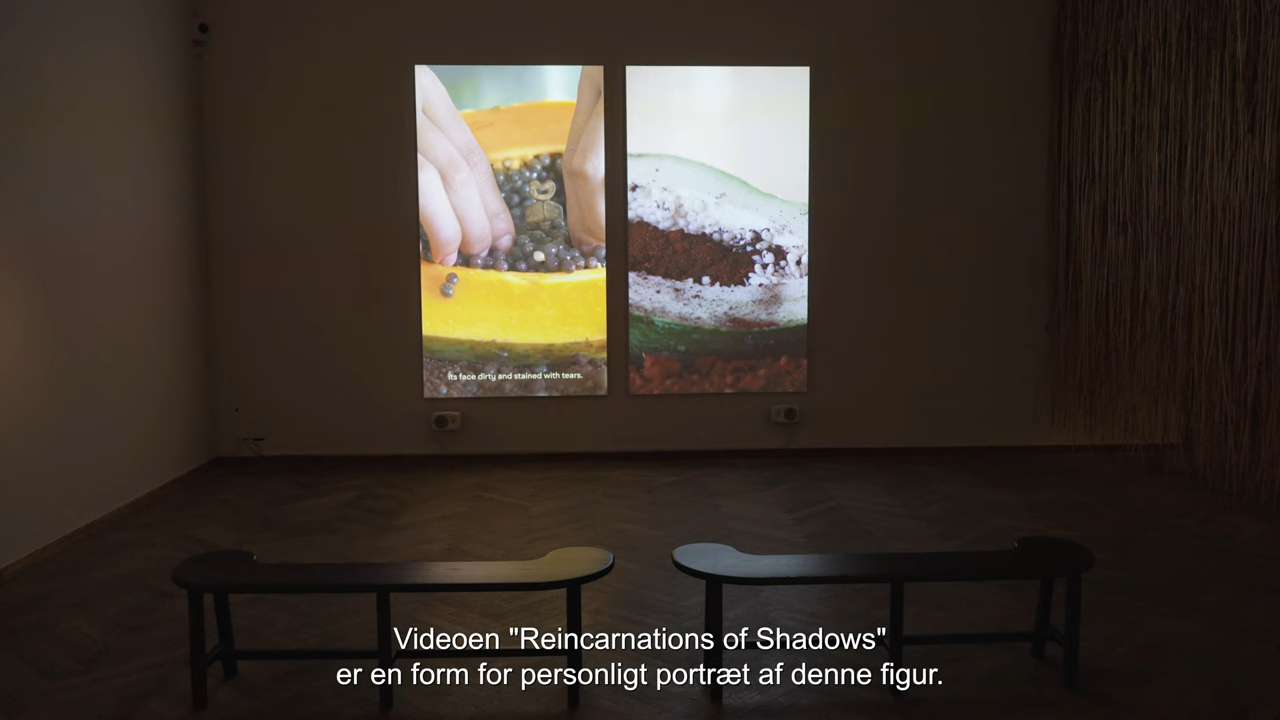 its face dirty and stained with tears.
Videoen "Reincarnations of Shadows"
er en form for personligt portræt af denne figur.